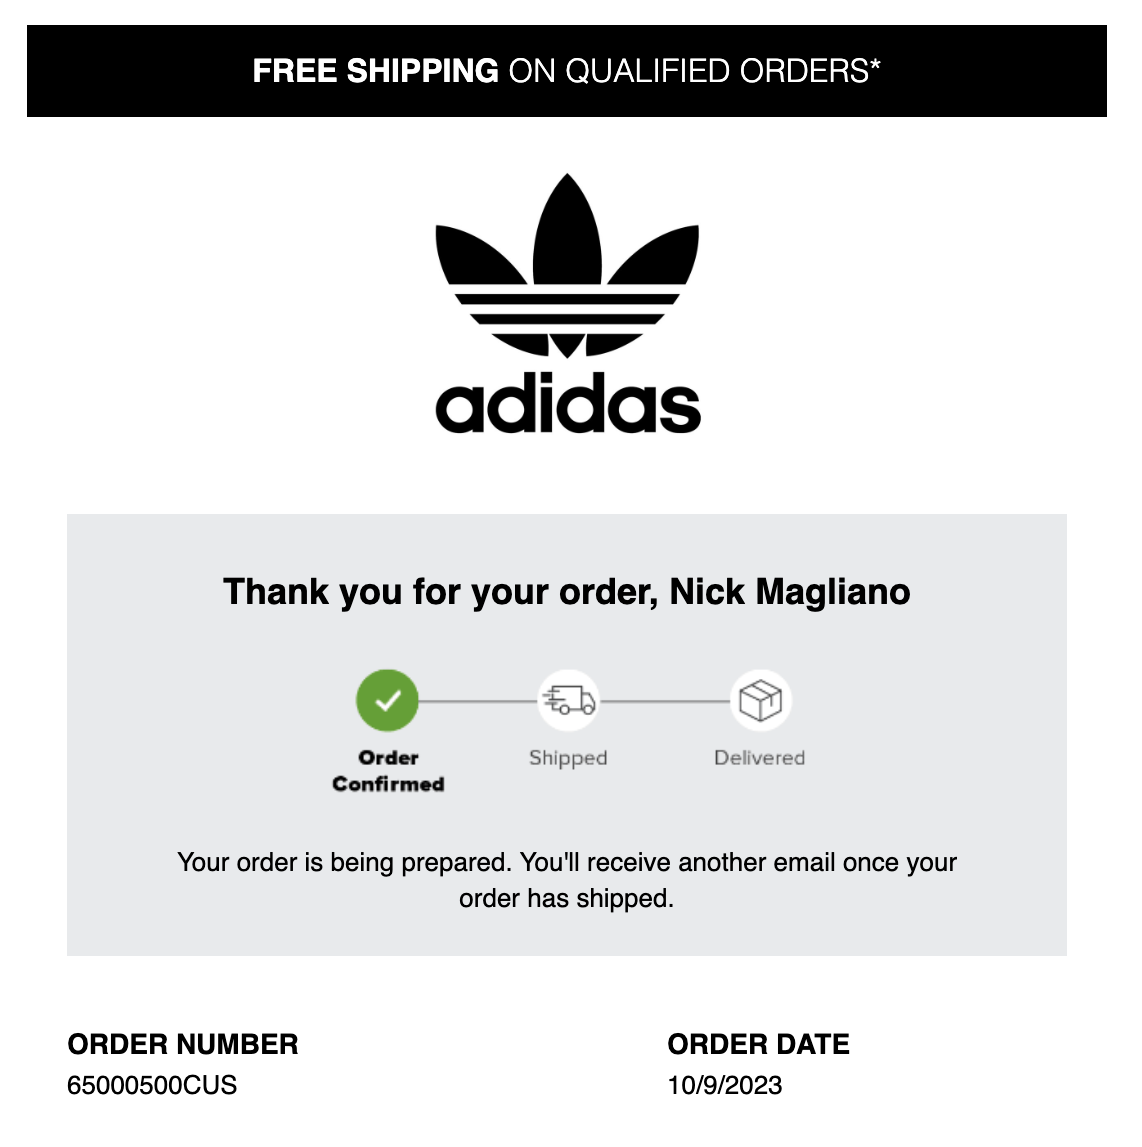 FREE SHIPPING ON QUALIFIED ORDERS*
adidas
Thank you for your order, Nick Magliano
Order Confirmed
Shipped
Delivered
Your order is being prepared. You'll receive another email once your
order has shipped.
ORDER NUMBER
65000500CUS
ORDER DATE
10/9/2023